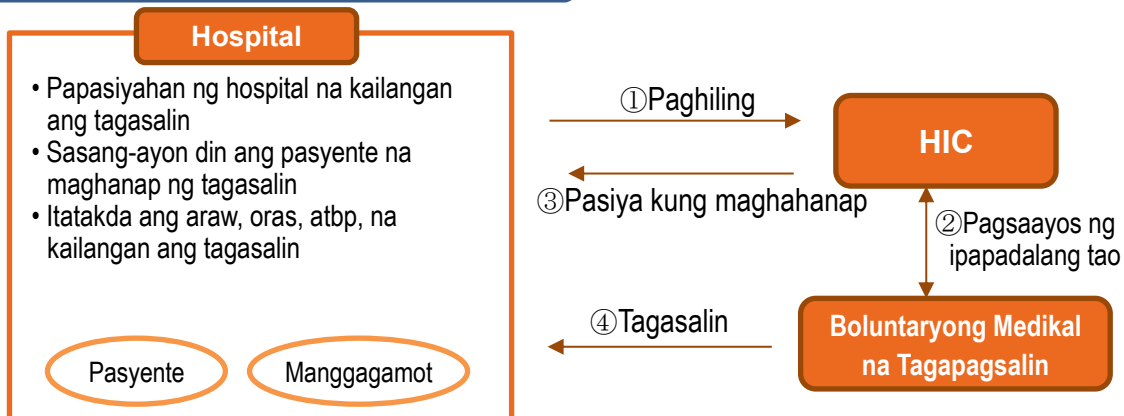 Hospital
• Papasiyahan ng hospital na kailangan
ang tagasalin
• Sasang-ayon din ang pasyente na
maghanap ng tagasalin
• Itatakda ang araw, oras, atbp, na
kailangan ang tagasalin
Pasyente
Manggagamot
①Paghiling
③Pasiya kung maghahanap
HIC
②Pagsaayos ng
ipapadalang tao
④Tagasalin
Boluntaryong Medikal
na Tagapagsalin